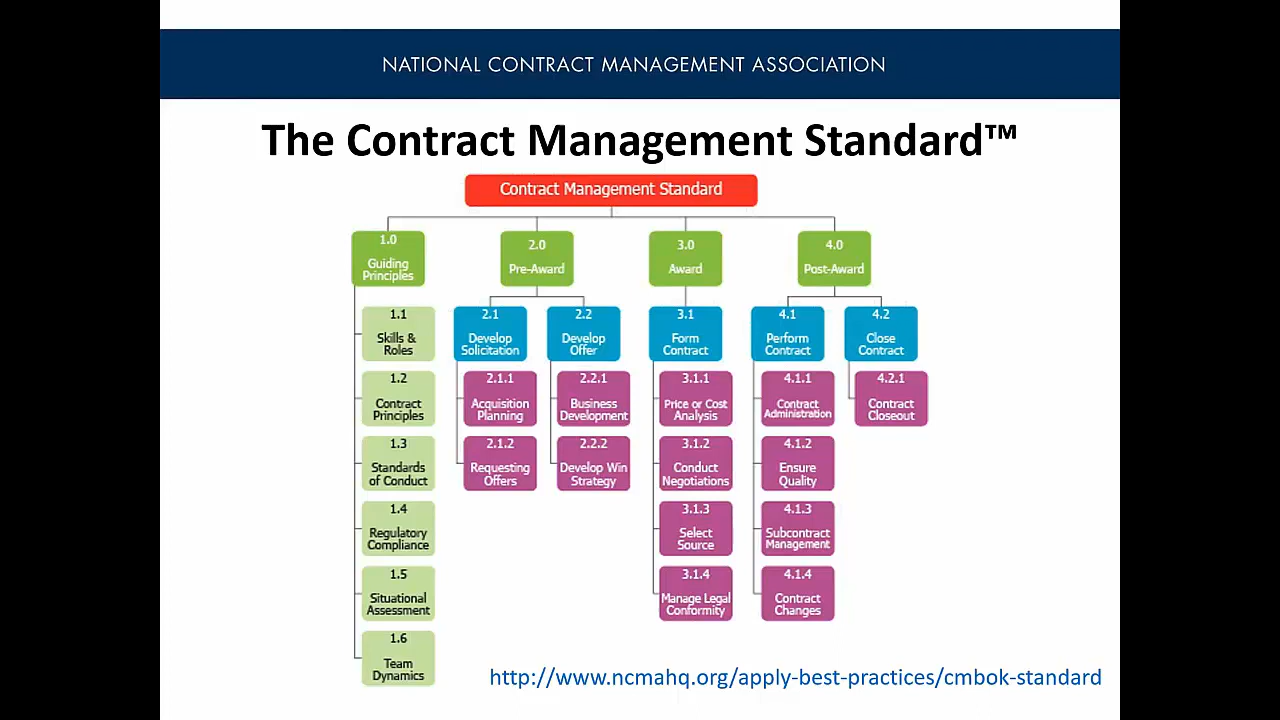 NATIONAL CONTRACT MANAGEMENT ASSOCIATION
The Contract Management Standard™
Contract Management Standard
1.0
Guiding
Principles
2.0
Pre-Award
3.0
Award
4.0
Post-Award
1.1
Skills &
Roles
1.2
Contract
Principles
1.3
Standards
of Conduct
1.4
Regulatory
Compliance
1.5
Situational
Assessment
1.6
Team
Dynamics
2.1
Develop
Solicitation
2.1.1
Acquisition
Planning
2.1.2
Requesting
Offers
2.2
Develop
Offer
2.2.1
Business
Development
2.2.2
Develop Win
Strategy
3.1
Form
Contract
3.1.1
Price or Cost
Analysis
3.1.2
Conduct
Negotiations
3.1.3
Select
Source
3.1.4
Manage Legal
Conformity
4.1
Perform
Contract
4.1.1
Contract
Administration
4.1.2
Ensure
Quality
4.1.3
Subcontract
Management
4.1.4
Contract
Changes
4.2
Close
Contract
4.2.1
Contract
Closeout
http://www.ncmahq.org/apply-best-practices/cmbok-standard